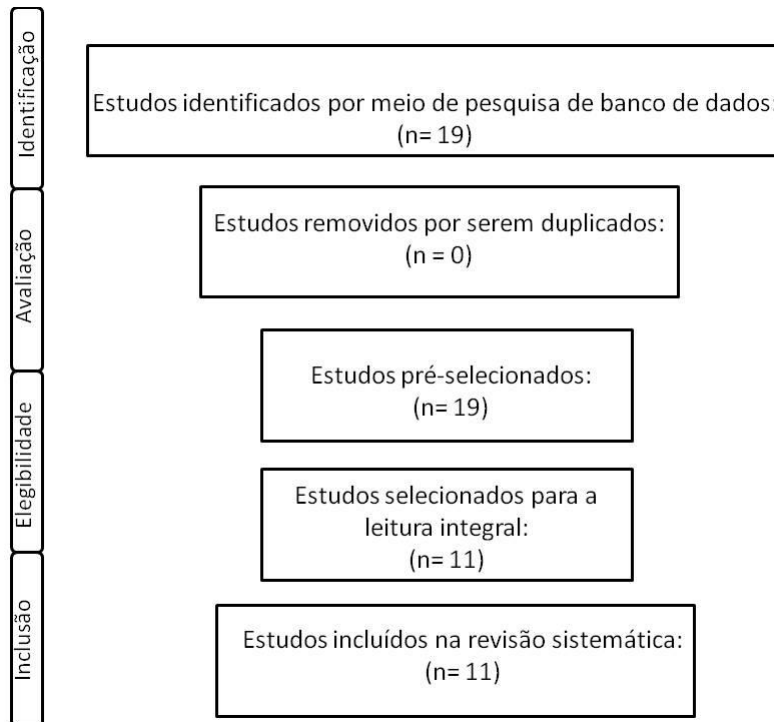 Identificação
Estudos identificados por meio de pesquisa de banco de dados:
(n= 19)
Avaliação
Estudos removidos por serem duplicados:
(n = 0)
Estudos pré-selecionados:
(n= 19)
Elegibilidade
Estudos selecionados para a
leitura integral:
(n= 11)
Inclusão
Estudos incluídos na revisão sistemática:
(n= 11)